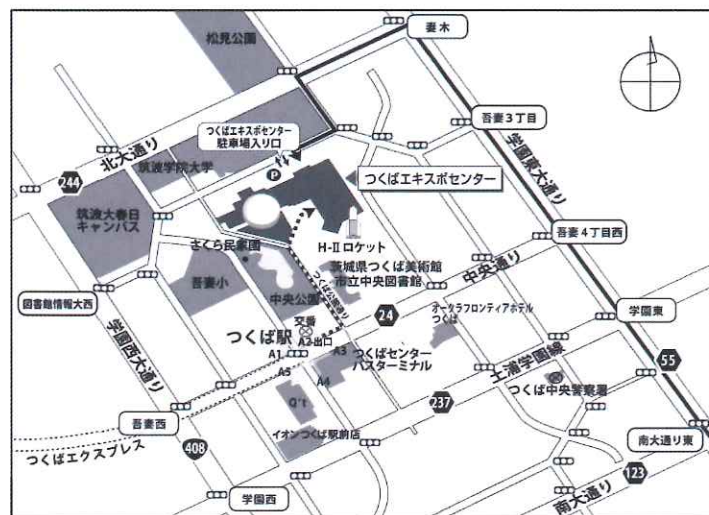 松見公園
妻木
つくばエキスポセンター
駐車場入り口
吾妻3丁目
北大通り
筑波学院大学
学園東大通り
P
つくばエキスポセンター
244
筑波大春日
キャンパス
吾妻4丁目西
さくら民家園
H-IIロケット
茨城県つくば美術館
市立中央図書館
中央通り
吾妻小
中央公園
つくば公園通り
図書館情報大西
学園西大通り
24
オークラフロンティアホテル
つくば
学園東
交番
つくば駅
A2出口
A1
A3
つくばセンター
バスターミナル
土浦学園線
55
A5
A4
つくば中央警察署
Q't
237
吾妻西
イオンつくば駅前店
南大通り東
つくばエクスプレス
408
123
学園西
南大通り